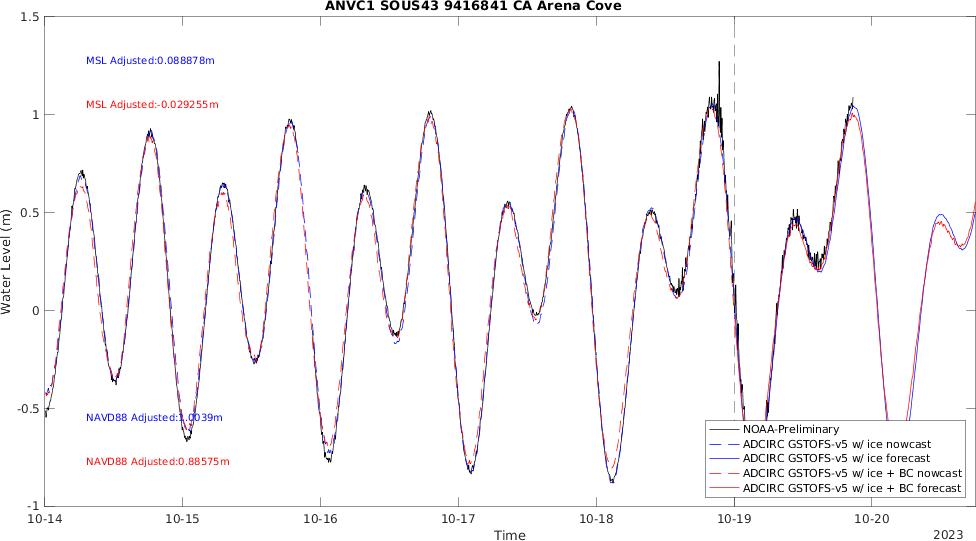 ANVC1 SOUS43 9416841 CA Arena Cove
1.5
MSL Adjusted:0.088878m
MSL Adjusted:-0.029255m
1
0.5
Water Level (m)
0
-0.5
NAVD88 Adjusted:1.0039m
NAVD88 Adjusted:0.88575m
NOAA-Preliminary
ADCIRC GSTOFS-v5 w/ ice nowcast
ADCIRC GSTOFS-v5 w/ ice forecast
ADCIRC GSTOFS-v5 w/ ice + BC nowcast
ADCIRC GSTOFS-v5 w/ ice + BC forecast
-1
10-14 10-15 10-16 10-17 10-18 10-19 10-20
Time
2023